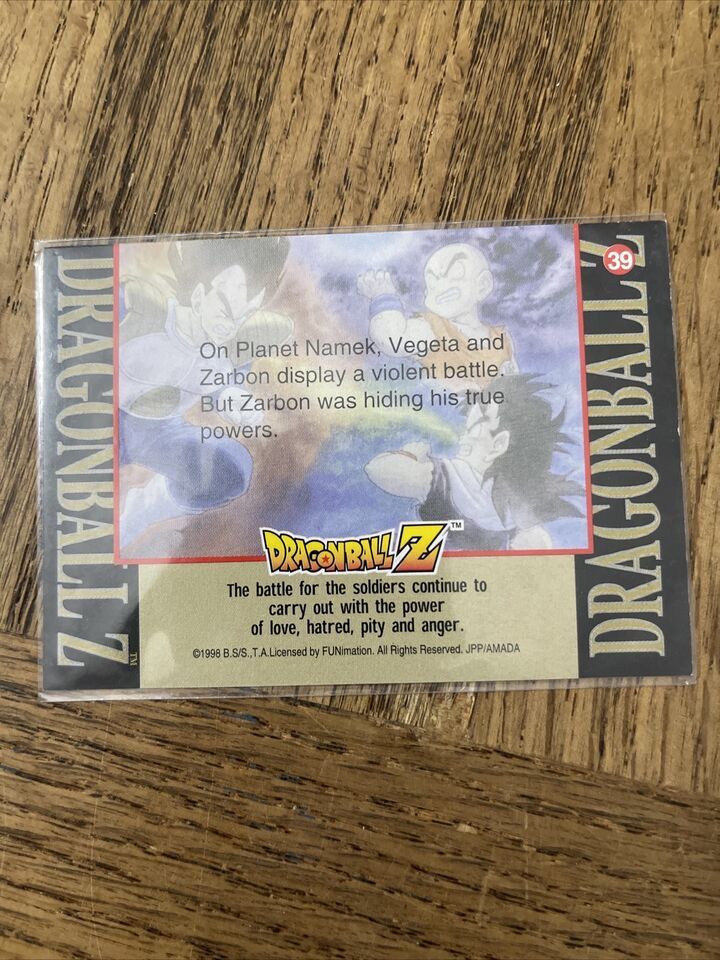 DRAGONBALL Z
TM
39
On Planet Namek, Vegeta and
Zarbon display a violent battle.
But Zarbon was hiding his true
powers.
DRAGONBALL Z
DRAGONBALL Z TM
The battle for the soldiers continue to
carry out with the power
of love, hatred, pity and anger.
©1998 B.S/S.,T.A.Licensed by FUNimation. All Rights Reserved. JPP/AMADA